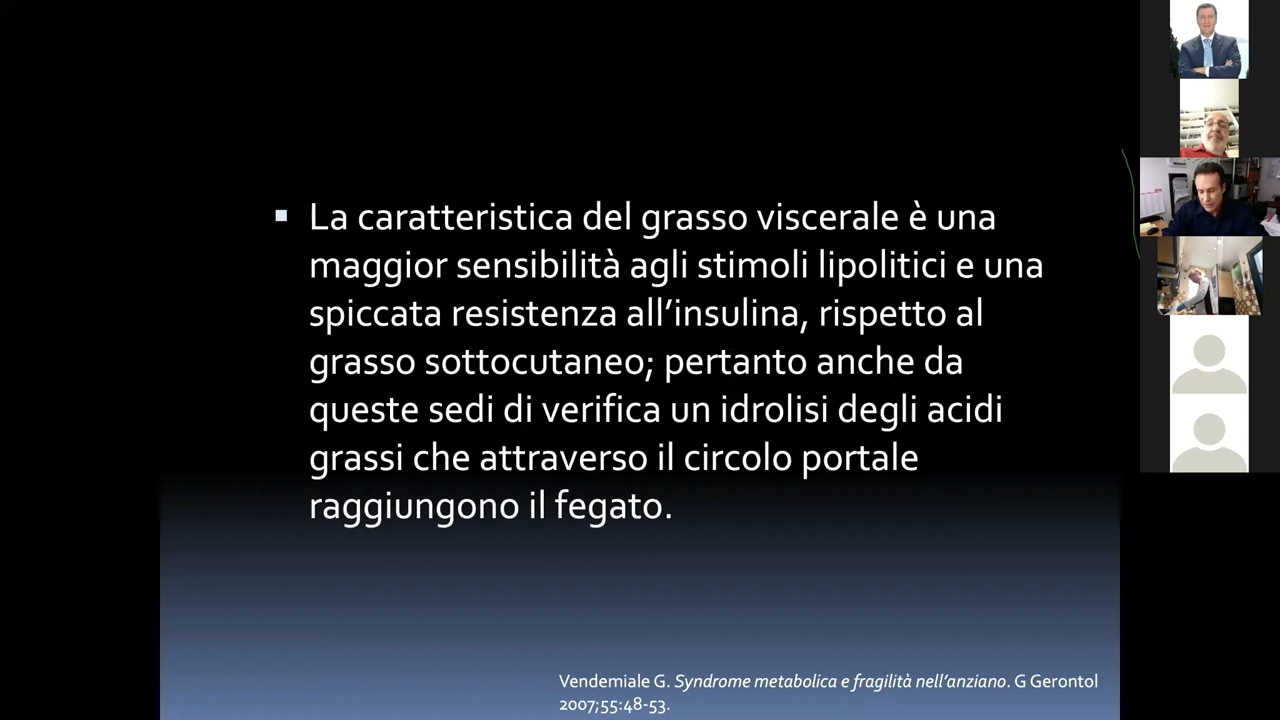 La caratteristica del grasso viscerale è una
maggior sensibilità agli stimoli lipolitici e una
spiccata resistenza all’insulina, rispetto al
grasso sottocutaneo; pertanto anche da
queste sedi di verifica un idrolisi degli acidi
grassi che attraverso il circolo portale
raggiungono il fegato.
Vendemiale G. Syndrome metabolica e fragilità nell’anziano. G Gerontol
2007;55:48-53.